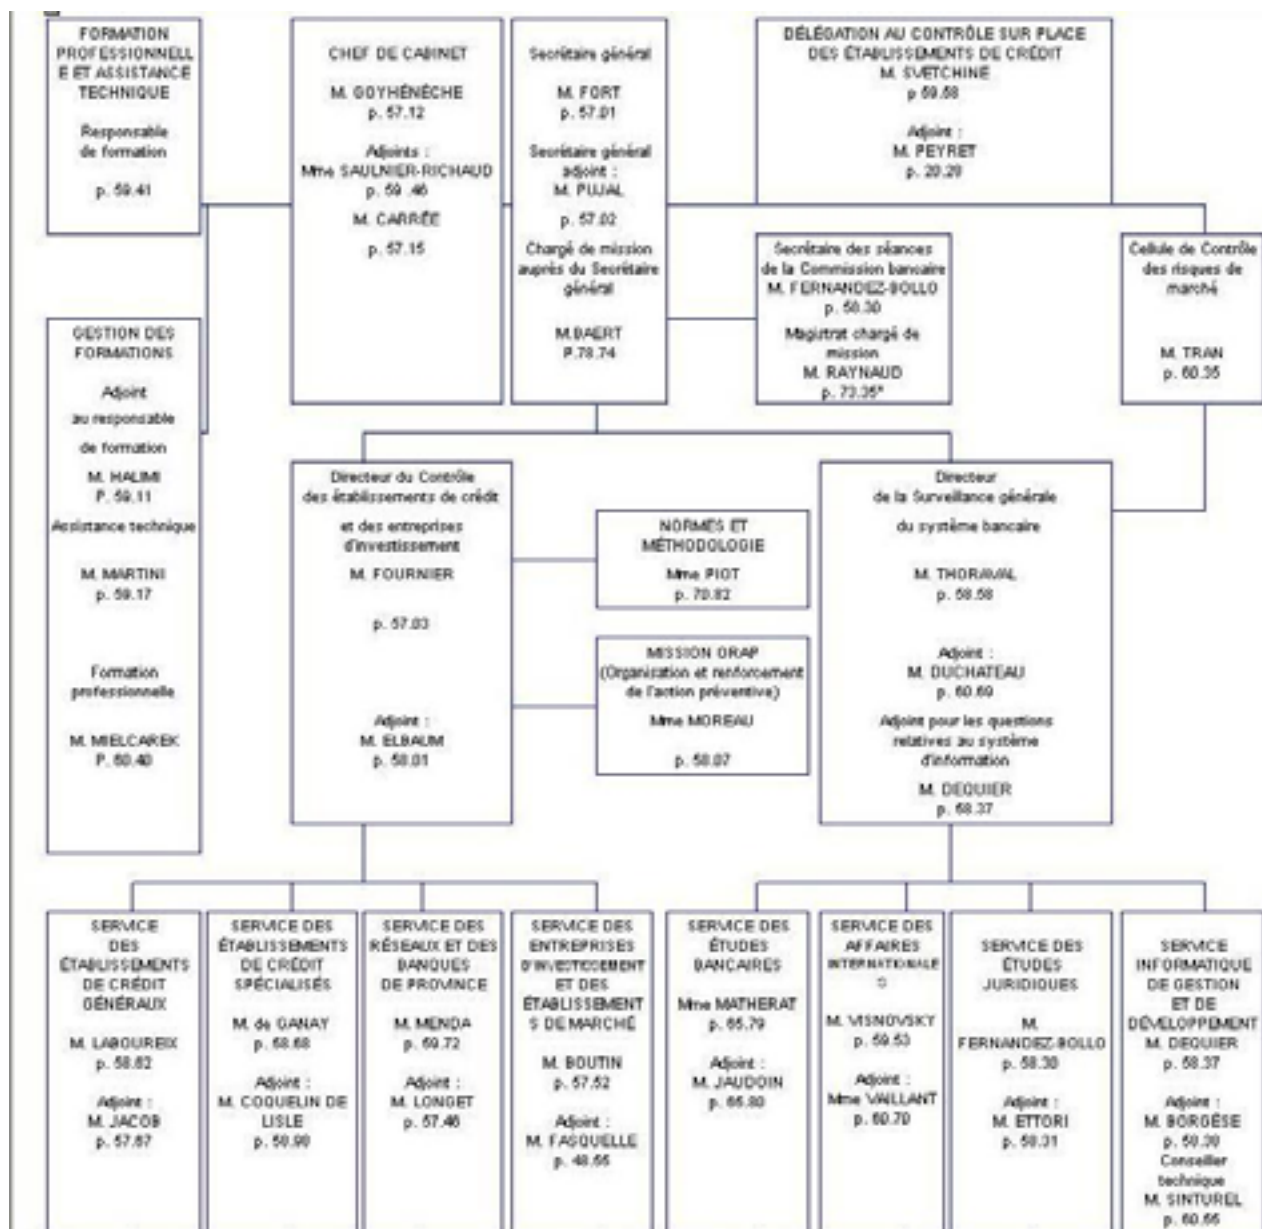 FORMATION
PROFESSIONNELL
E ET ASSISTANCE
TECHNIQUE
Responsable
de formation
p. 59.41
CHEF DE CABINET
M. GOYHÉNÈCHE
p. 57.12
Adjoints :
Mme SAULNIER-RICHAUD
p. 59 .46
M. CARRÉE
p. 57.15
Secrétaire général
M. FORT
p. 57.01
Secrétaire général
adjoint :
M. PUJAL
p. 57.02
Chargé de mission
auprès du Secrétaire
général
M.BAERT
P.78.74
DÉLÉGATION AU CONTRÔLE SUR PLACE
DES ÉTABLISSEMENTS DE CRÉDIT
M. SVETCHINE
p 59.58
Adjoint :
M. PEYRET
p. 20.20
Secrétaire des séances
de la Commission bancaire
M. FERNANDEZ-BOLLO
p. 58.30
Magistrat chargé de
mission
M. RAYNAUD
p. 73.35*
Cellule de Contrôle
des risques de
marché
M. TRAN
p. 60.35
GESTION DES
FORMATIONS
Adjoint
au responsable
de formation
M. HALIMI
P. 59.11
Assistance technique
M. MARTINI
p. 59.17
Formation
professionnelle
M. MIELCAREK
P. 60.40
Directeur du Contrôle
des établissements de crédit
et des entreprises
d'investissement
M. FOURNIER
p. 57.03
Adjoint :
M. ELBAUM
p. 58.01
NORMES ET
MÉTHODOLOGIE
Mme PIOT
p. 70.82
MISSION ORAP
(Organisation et renforcement
de l'action préventive)
Mme MOREAU
p. 58.07
Directeur
de la Surveillance générale
du système bancaire
M. THORAVAL
p. 58.58
Adjoint :
M. DUCHATEAU
p. 60.69
Adjoint pour les questions
relatives au système
d'information
M. DEQUIER
p. 58.37
SERVICE
DES
ÉTABLISSEMENTS
DE CRÉDIT
GÉNÉRAUX
M. LABOUREIX
p. 58.62
Adjoint :
M. JACOB
p. 57.67
SERVICE DES
ÉTABLISSEMENTS
DE CRÉDIT
SPÉCIALISÉS
M. de GANAY
p. 58.68
Adjoint :
M. COQUELIN DE
LISLE
p. 58.98
SERVICE DES
RÉSEAUX ET DES
BANQUES
DE PROVINCE
M. MENDA
p. 59.72
Adjoint :
M. LONGET
p. 57.46
SERVICE DES
ENTREPRISES
D'INVESTISSEMENT
ET DES
ÉTABLISSEMENT
S DE MARCHÉ
M. BOUTIN
p. 57.52
Adjoint :
M. FASQUELLE
p. 48.55
SERVICE DES
ÉTUDES
BANCAIRES
Mme MATHERAT
p. 65.79
Adjoint :
M. JAUDOIN
p. 65.80
SERVICE DES
AFFAIRES
INTERNATIONALE
S
M. VISNOVSKY
p. 59.53
Adjoint :
Mme VAILLANT
p. 60.70
SERVICE DES
ÉTUDES
JURIDIQUES
M.
FERNANDEZ-BOLLO
p. 58.30
Adjoint :
M. ETTORI
p. 58.31
SERVICE
INFORMATIQUE
DE GESTION
ET DE
DÉVELOPPEMENT
M. DEQUIER
p. 58.37
Adjoint :
M. BORGÈSE
p. 58.38
Conseiller
technique
M. SINTUREL
p. 60.55